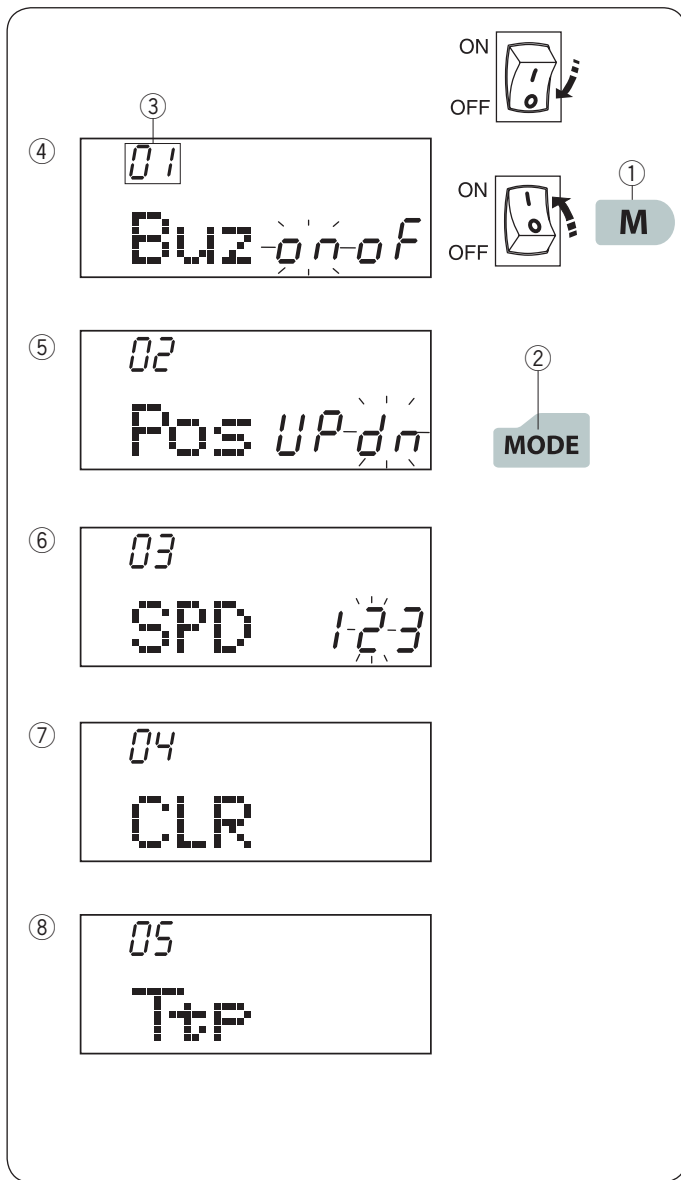 ON
OFF
③
④
01
Buz on oF
ON
OFF
①
M
⑤
02
Pos UP dn
②
MODE
⑥
03
SPD 1 2 3
⑦
04
CLR
⑧
05
Ttp